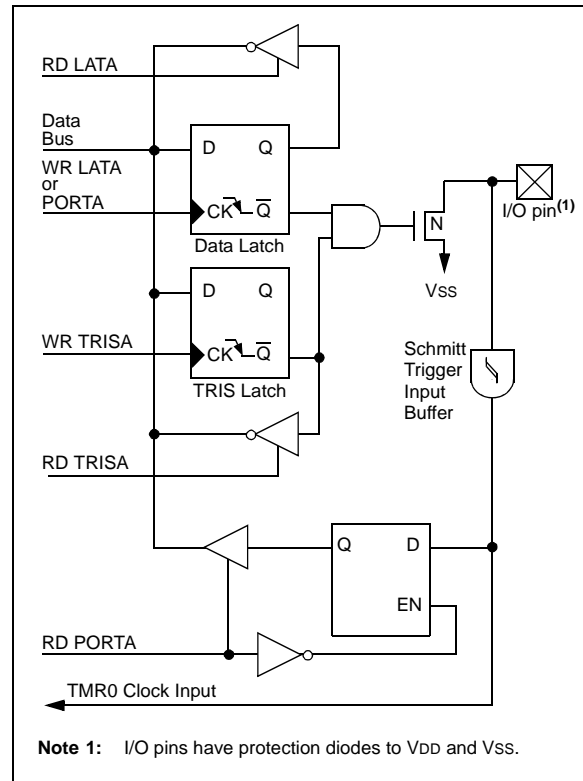 RD LATA
Data
Bus
D Q
WR LATA
or
PORTA
CK Q
Data Latch
N
I/O pin(1)
VSS
D Q
WR TRISA
CK Q
TRIS Latch
Schmitt
Trigger
Input
Buffer
RD TRISA
Q D
EN
RD PORTA
TMR0 Clock Input
Note 1: I/O pins have protection diodes to VDD and VSS.